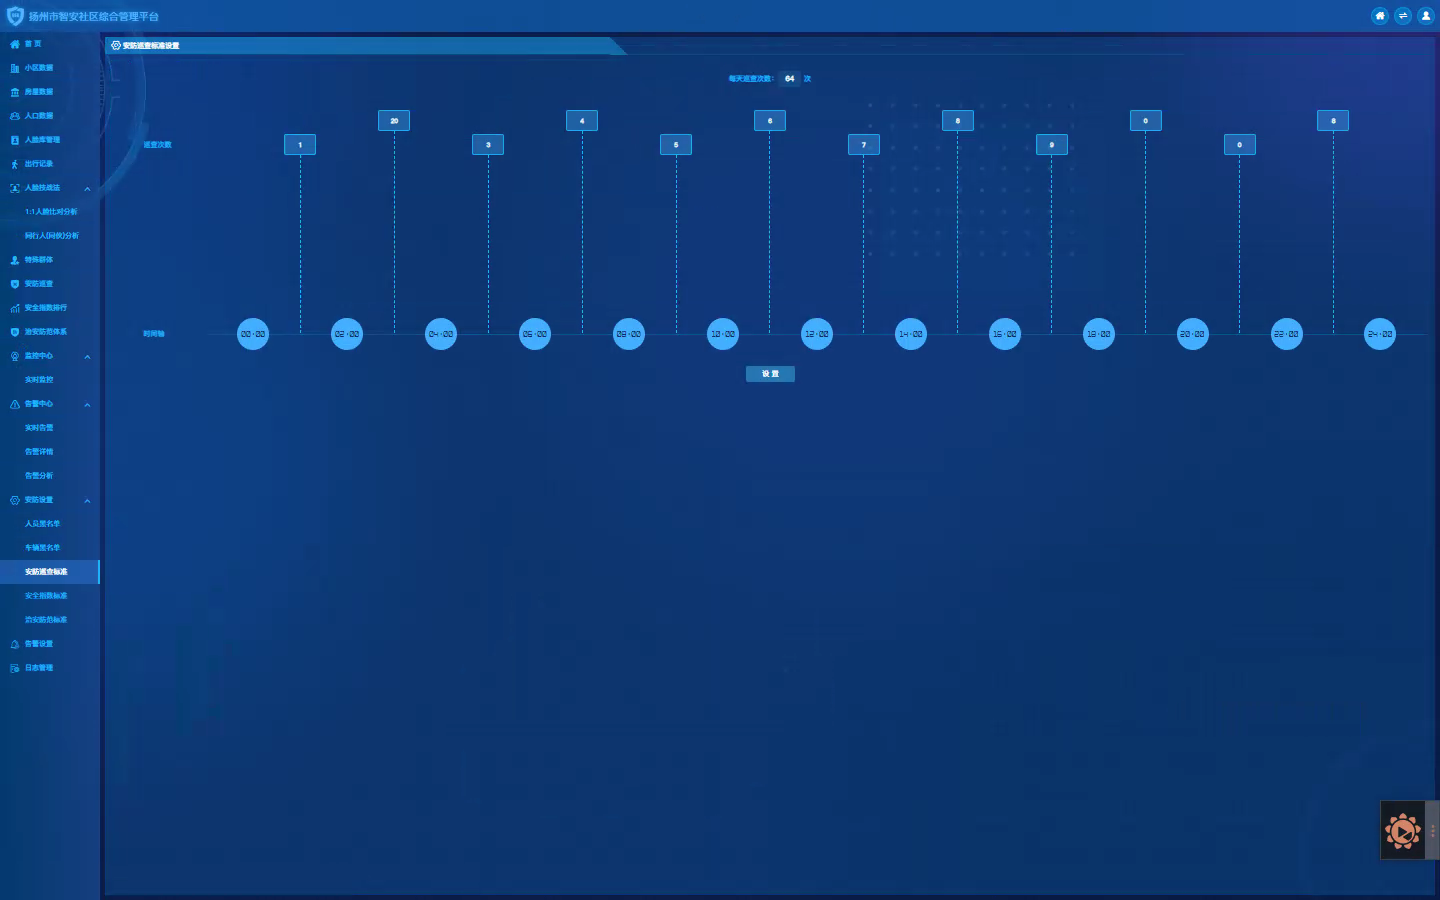 扬州市智安社区综合管理平台
首 页
小区数据
房屋数据
人口数据
人脸库管理
出行记录
人脸技战法
1:1人脸比对分析
同行人(同伙)分析
特殊群体
安防巡查
安全指数排行
治安防范体系
监控中心
实时监控
告警中心
实时告警
告警详情
告警分析
安防设置
人员黑名单
车辆黑名单
安防巡查标准
安全指数标准
治安防范标准
告警设置
日志管理
安防巡查标准设置
每天巡查次数: 64 次
20 4 6 8 0 8
巡查次数 1 3 5 7 9 0
时间轴 00:00 02:00 04:00 06:00 08:00 10:00 12:00 14:00 16:00 18:00 20:00 22:00 24:00
设 置